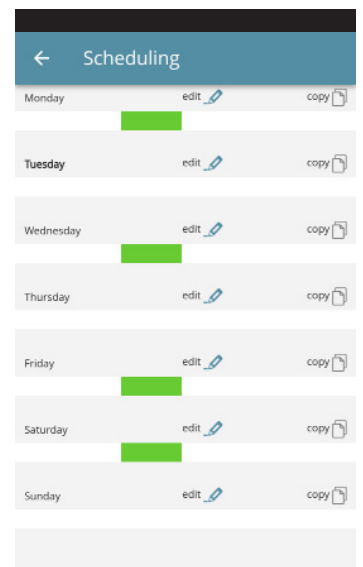 Scheduling
Monday edit copy
Tuesday edit copy
Wednesday edit copy
Thursday edit copy
Friday edit copy
Saturday edit copy
Sunday edit copy